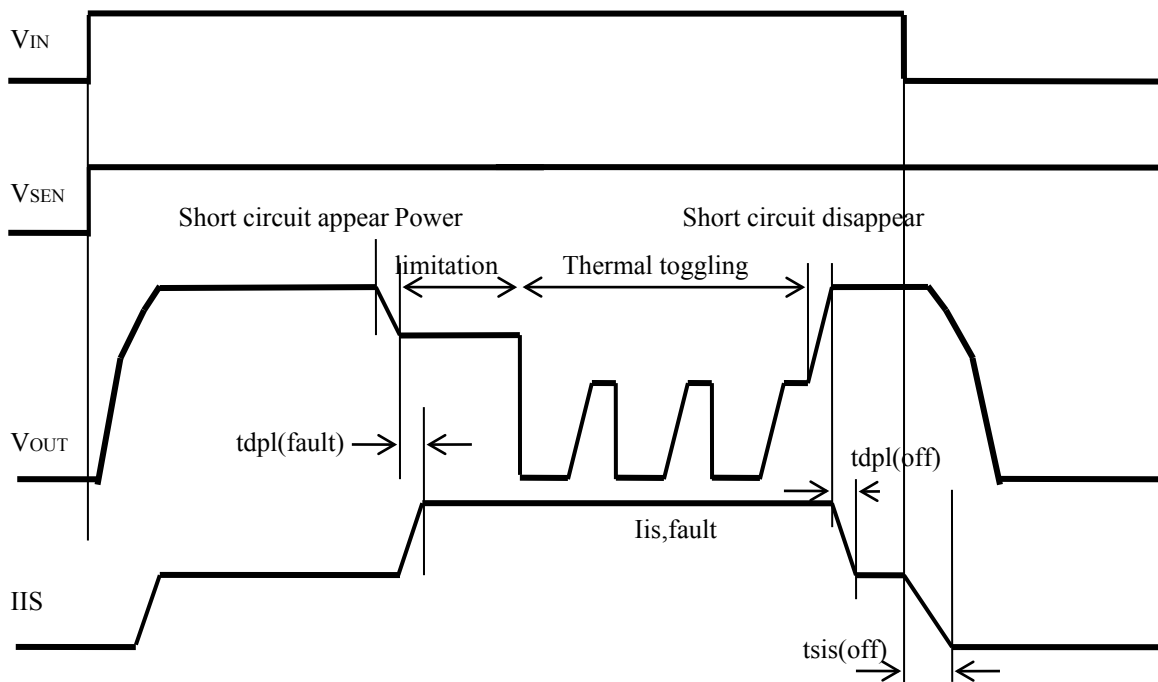 VIN
VSEN
Short circuit appear Power
limitation
Thermal toggling
Short circuit disappear
VOUT
tdpl(fault)
tdpl(off)
Iis,fault
IIS
tsis(off)